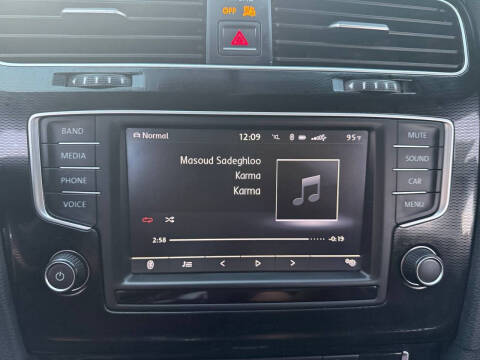 OFF
BAND
MEDIA
PHONE
VOICE
Normal 12:09 95°F
Masoud Sadeghloo
Karma
Karma
2:58 -0:19
MUTE
SOUND
CAR
MENU